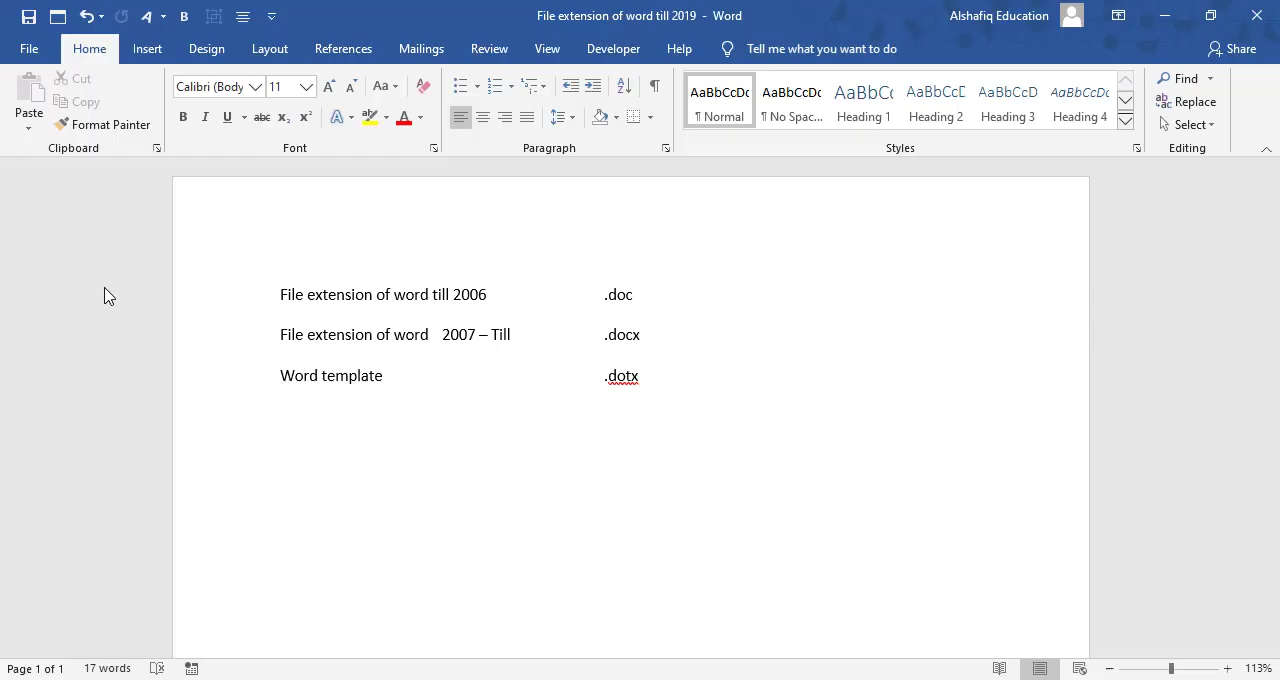 File extension of word till 2019 - Word
Alshafiq Education
File Home Insert Design Layout References Mailings Review View Developer Help Tell me what you want to do Share
Paste
Cut
Copy
Format Painter
Clipboard
Calibri (Body 11
Font
Paragraph
AaBbCcDc AaBbCcDc AaBbCc AaBbCcD AaBbCcD AaBbCcDc
¶ Normal ¶ No Spac... Heading 1 Heading 2 Heading 3 Heading 4
Styles
Find
Replace
Select
Editing
File extension of word till 2006 .doc
File extension of word 2007 – Till .docx
Word template .dotx
Page 1 of 1 17 words 113%